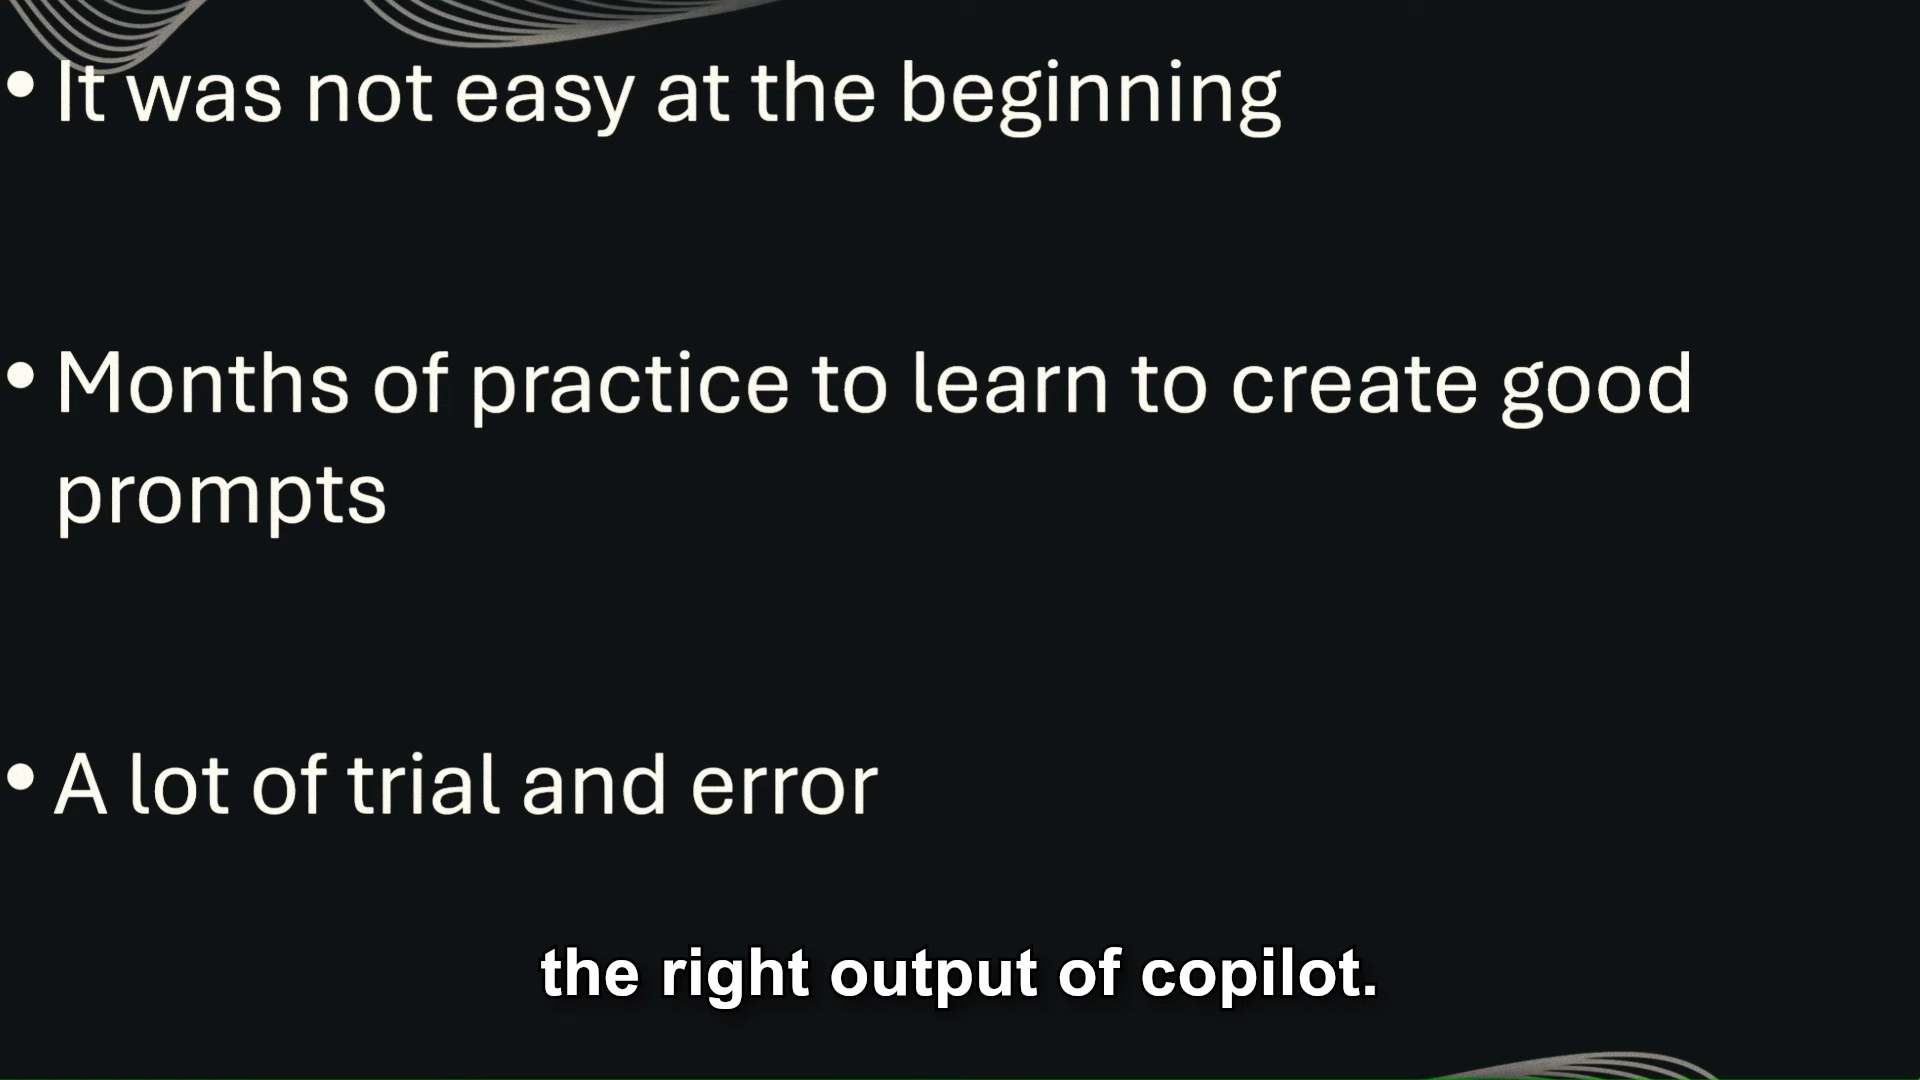 • It was not easy at the beginning
• Months of practice to learn to create good
prompts
• A lot of trial and error
the right output of copilot.